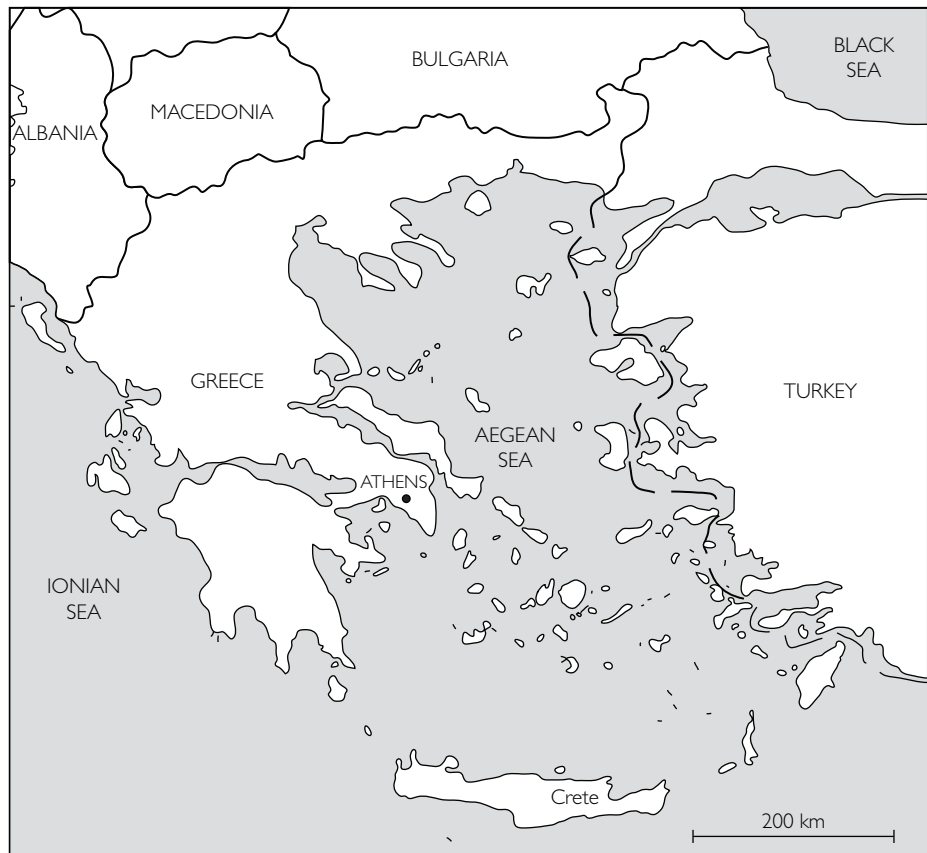 BLACK
SEA
BULGARIA
MACEDONIA
ALBANIA
GREECE
TURKEY
AEGEAN
SEA
ATHENS
IONIAN
SEA
Crete
200 km